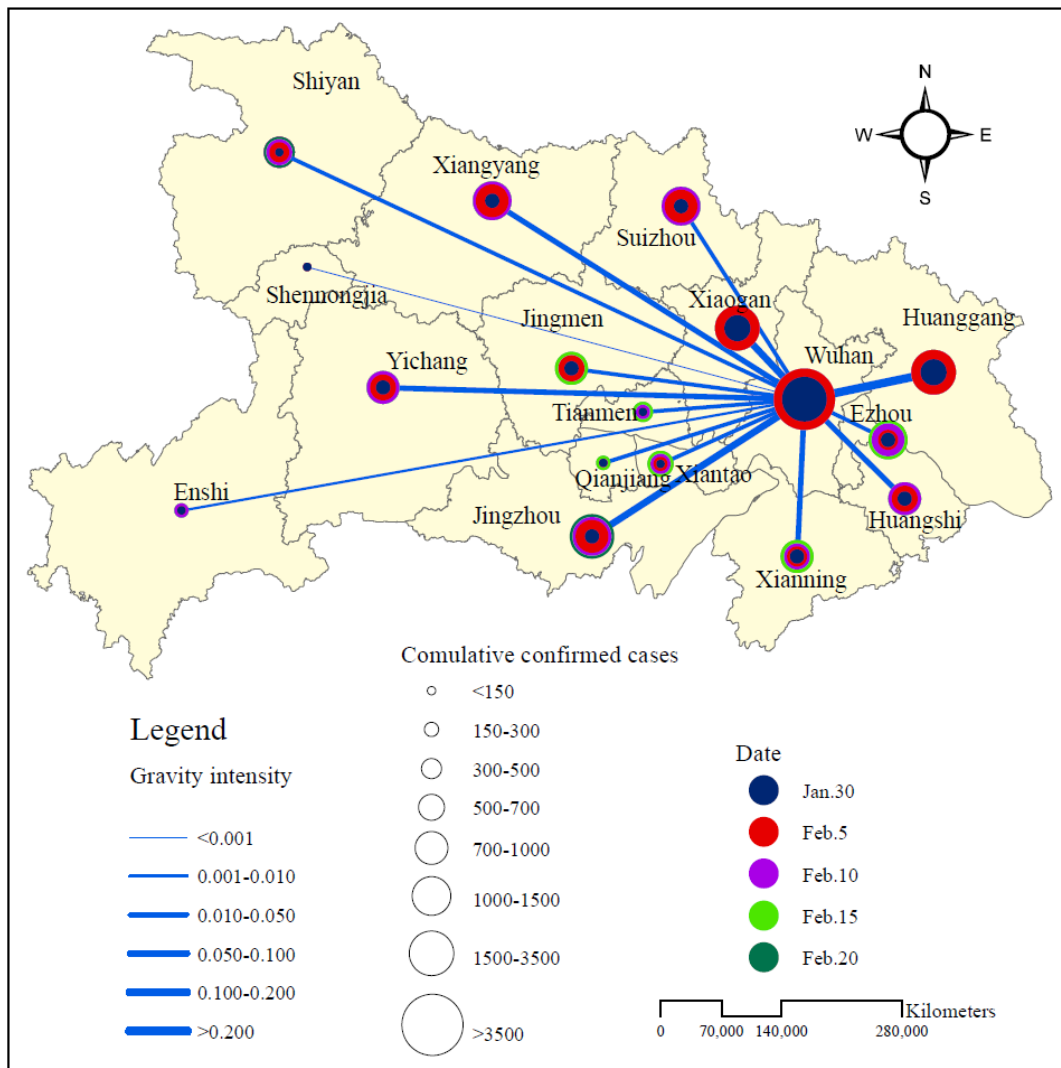 Shiyan
N
W
E
S
Xiangyang
Suizhou
Shennongjia
Xiaogan
Jingmen
Huanggang
Wuhan
Yichang
Tianmen
Ezhou
Enshi
Qianjiang
Xiantao
Jingzhou
Huangshi
Xianning
Legend
Gravity intensity
<0.001
0.001-0.010
0.010-0.050
0.050-0.100
0.100-0.200
>0.200
Comulative confirmed cases
<150
150-300
300-500
500-700
700-1000
1000-1500
1500-3500
>3500
Date
Jan.30
Feb.5
Feb.10
Feb.15
Feb.20
Kilometers
0 70,000 140,000 280,000